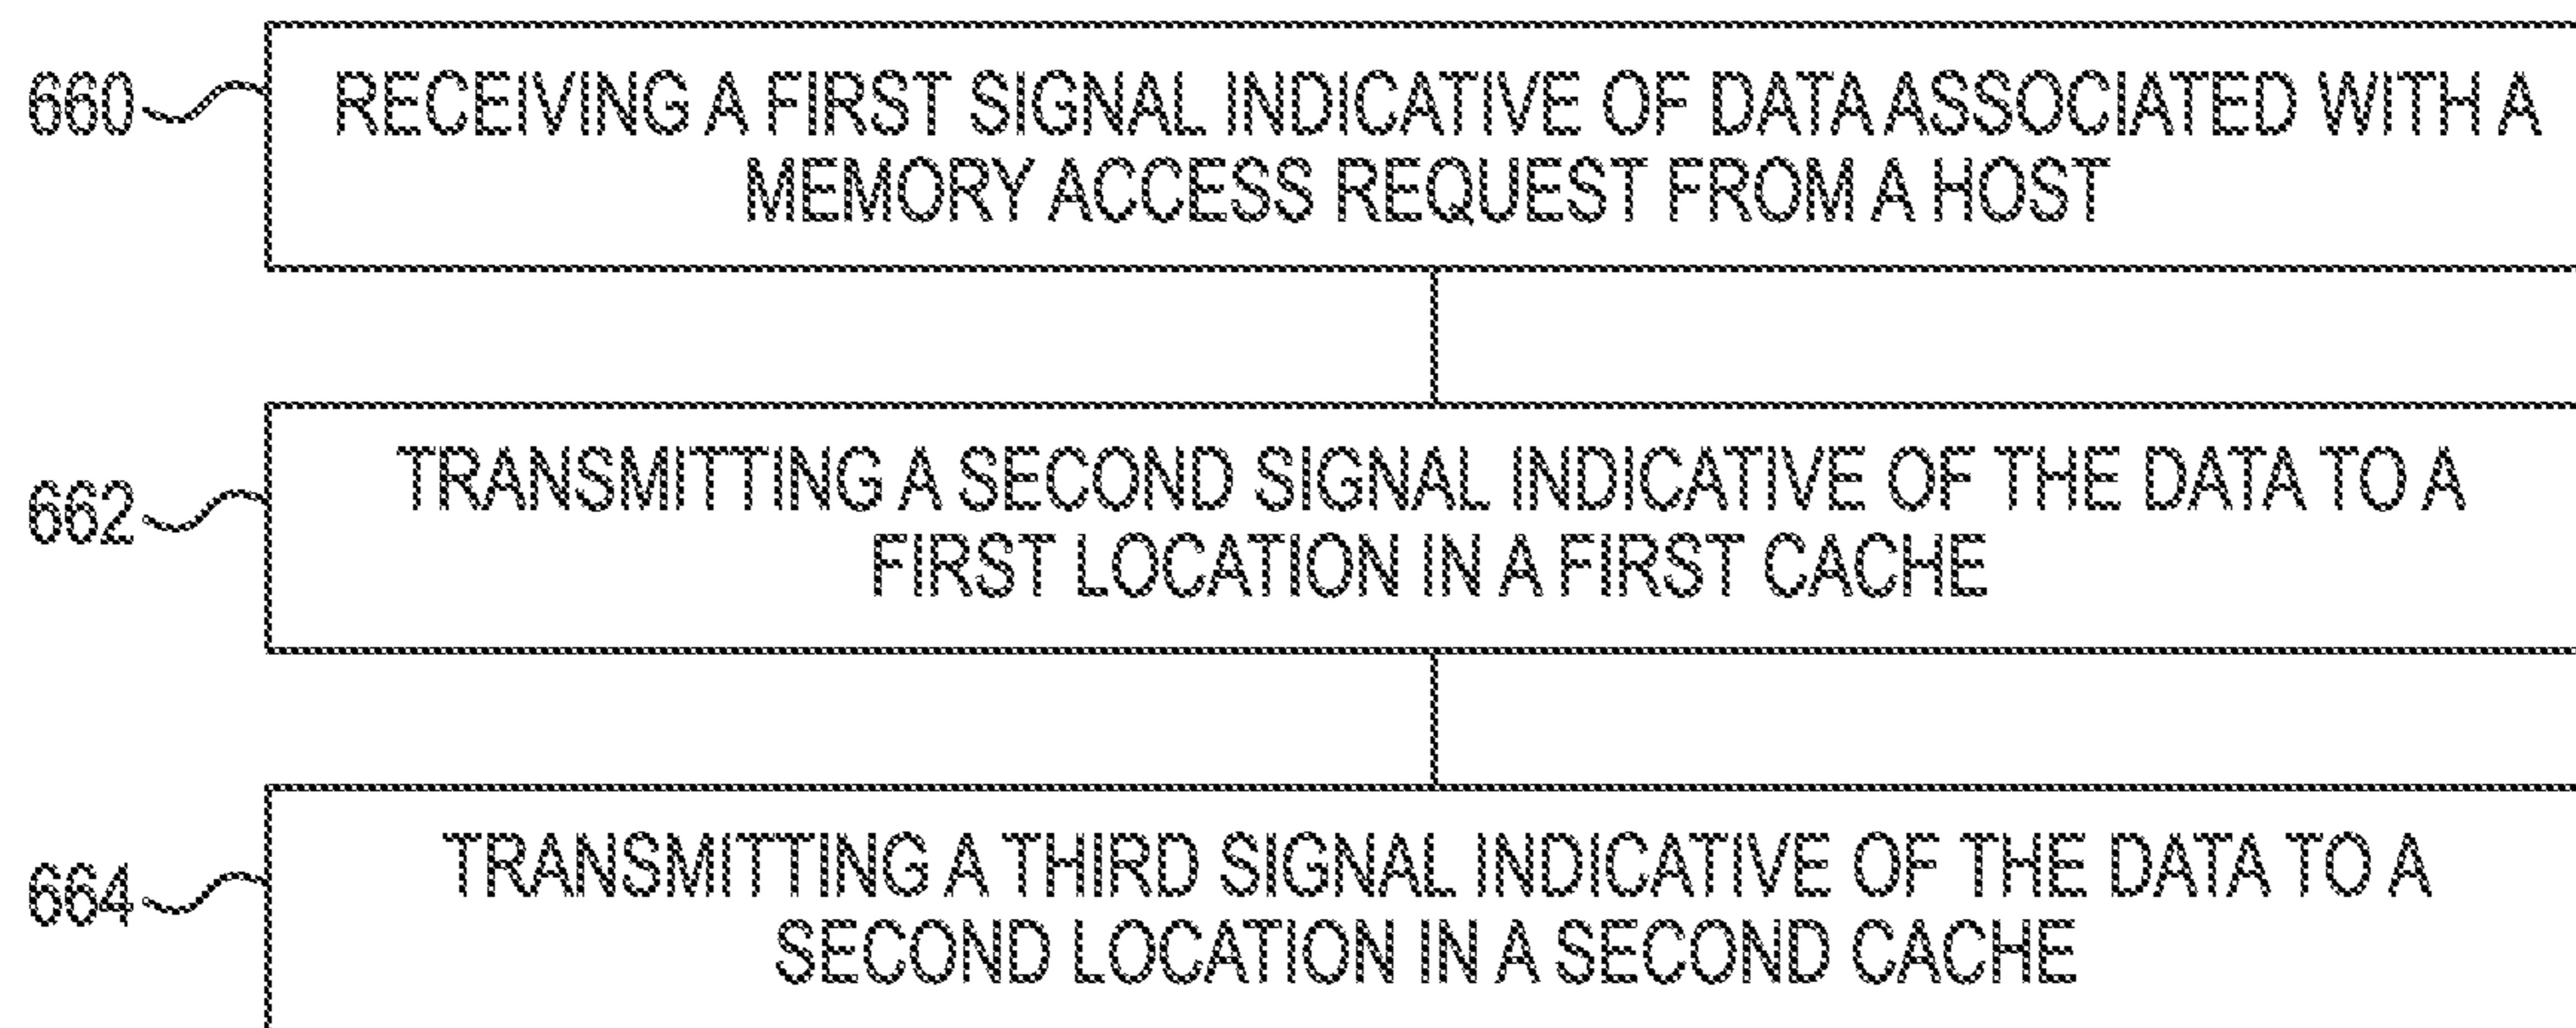 660
RECEIVING A FIRST SIGNAL INDICATIVE OF DATA ASSOCIATED WITH A
MEMORY ACCESS REQUEST FROM A HOST
662
TRANSMITTING A SECOND SIGNAL INDICATIVE OF THE DATA TO A
FIRST LOCATION IN A FIRST CACHE
664
TRANSMITTING A THIRD SIGNAL INDICATIVE OF THE DATA TO A
SECOND LOCATION IN A SECOND CACHE